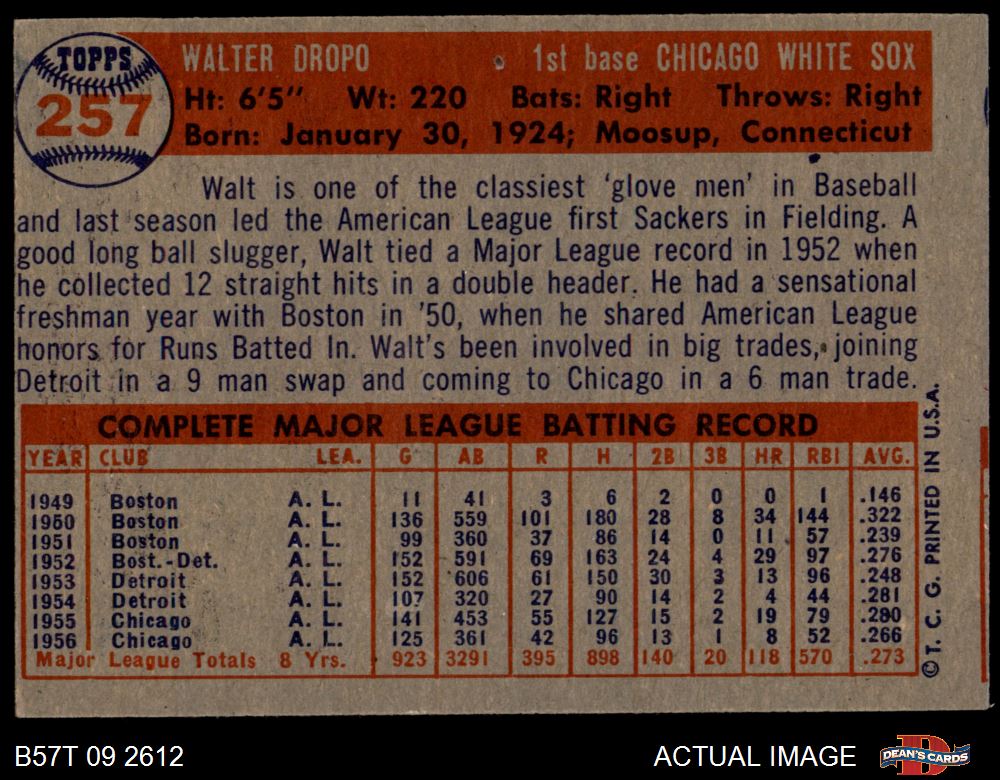 TOPPS
257
WALTER DROPO 1st base CHICAGO WHITE SOX
Ht: 6'5" Wt: 220 Bats: Right Throws: Right
Born: January 30, 1924; Moosup, Connecticut
Walt is one of the classiest 'glove men' in Baseball
and last season led the American League first Sackers in Fielding. A
good long ball slugger, Walt tied a Major League record in 1952 when
he collected 12 straight hits in a double header. He had a sensational
freshman year with Boston in '50, when he shared American League
honors for Runs Batted In. Walt's been involved in big trades, joining
Detroit in a 9 man swap and coming to Chicago in a 6 man trade.
COMPLETE MAJOR LEAGUE BATTING RECORD
YEAR CLUB LEA. G AB R H 2B 3B HR RBI AVG.
1949 Boston A. L. 11 41 3 6 2 0 0 1 .146
1950 Boston A. L. 136 559 101 180 28 8 34 144 .322
1951 Boston A. L. 99 360 37 86 14 0 11 57 .239
1952 Bost.-Det. A. L. 152 591 69 163 24 4 29 97 .276
1953 Detroit A. L. 152 606 61 150 30 3 13 96 .248
1954 Detroit A. L. 107 320 27 90 14 2 4 44 .281
1955 Chicago A. L. 141 453 55 127 15 2 19 79 .280
1956 Chicago A. L. 125 361 42 96 13 1 8 52 .266
Major League Totals 8 Yrs. 923 3291 395 898 140 20 118 570 .273
© T. C. G. PRINTED IN U.S.A.
B57T 09 2612 ACTUAL IMAGE
DEAN'S CARDS